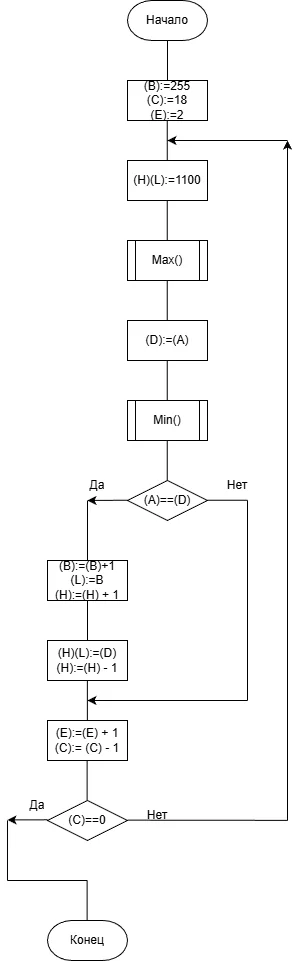 Начало
(B):=255
(C):=18
(E):=2
(H)(L):=1100
Max()
(D):=(A)
Min()
(A)==(D)
Да
Нет
(B):=(B)+1
(L):=B
(H):=(H) + 1
(H)(L):=(D)
(H):=(H) - 1
(E):=(E) + 1
(C):= (C) - 1
(C)==0
Да
Нет
Конец